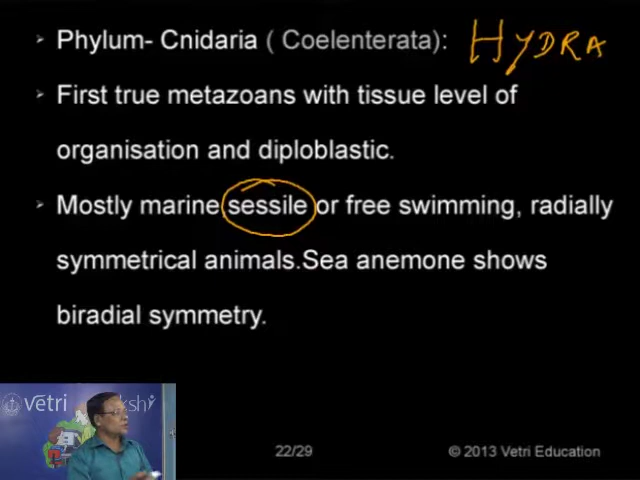 Phylum- Cnidaria ( Coelenterata): HYDRA
First true metazoans with tissue level of
organisation and diploblastic.
Mostly marine sessile or free swimming, radially
symmetrical animals.Sea anemone shows
biradial symmetry.
vetri
kshi
22/29
© 2013 Vetri Education